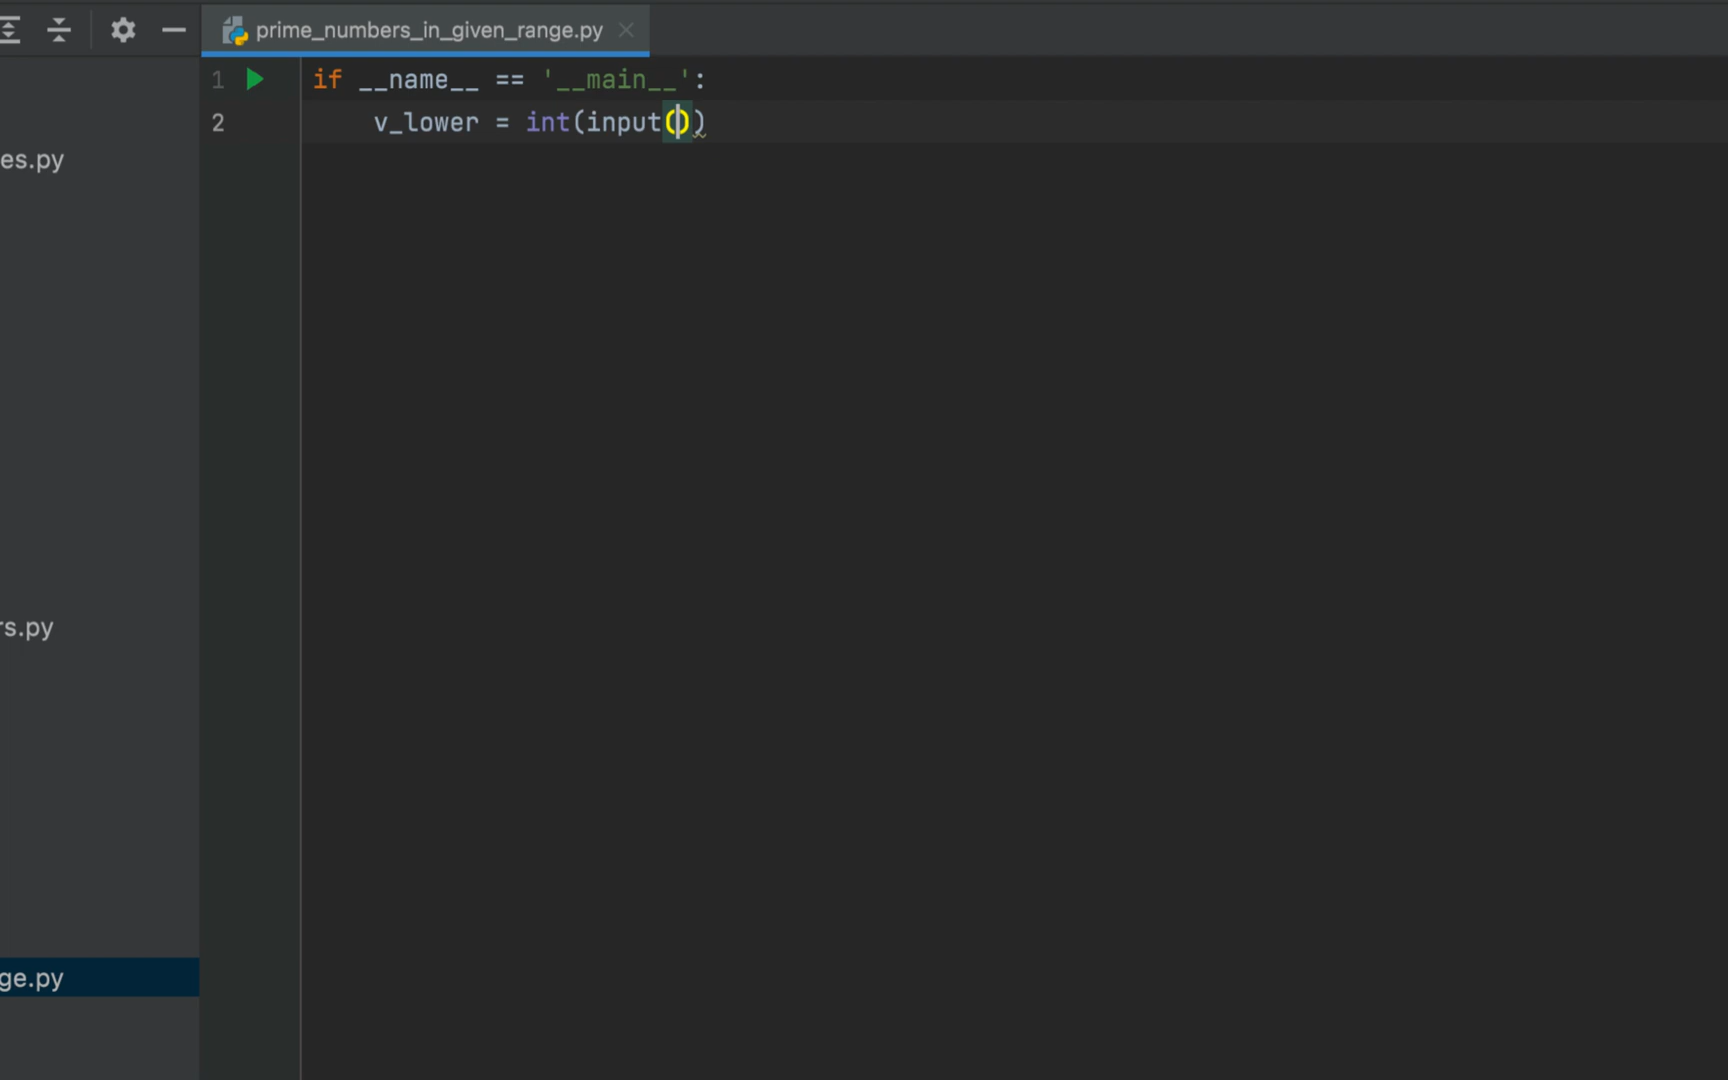 prime_numbers_in_given_range.py
1 if __name__ == '__main__':
2 v_lower = int(input())
es.py
rs.py
ge.py